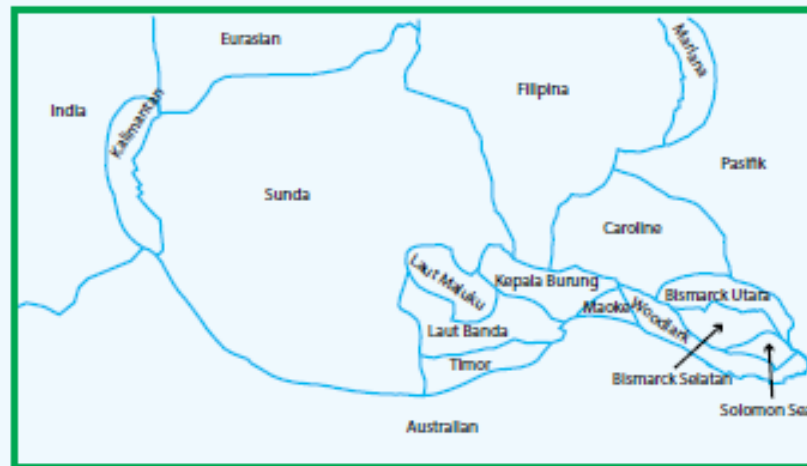 Eurasian
Mariana
India
Kalimantan
Filipina
Pasifik
Sunda
Caroline
Laut Maluku
Kepala Burung
Bismarck Utara
Maoke
Woodlark
Laut Banda
Timor
Bismarck Selatan
Solomon Sea
Australian